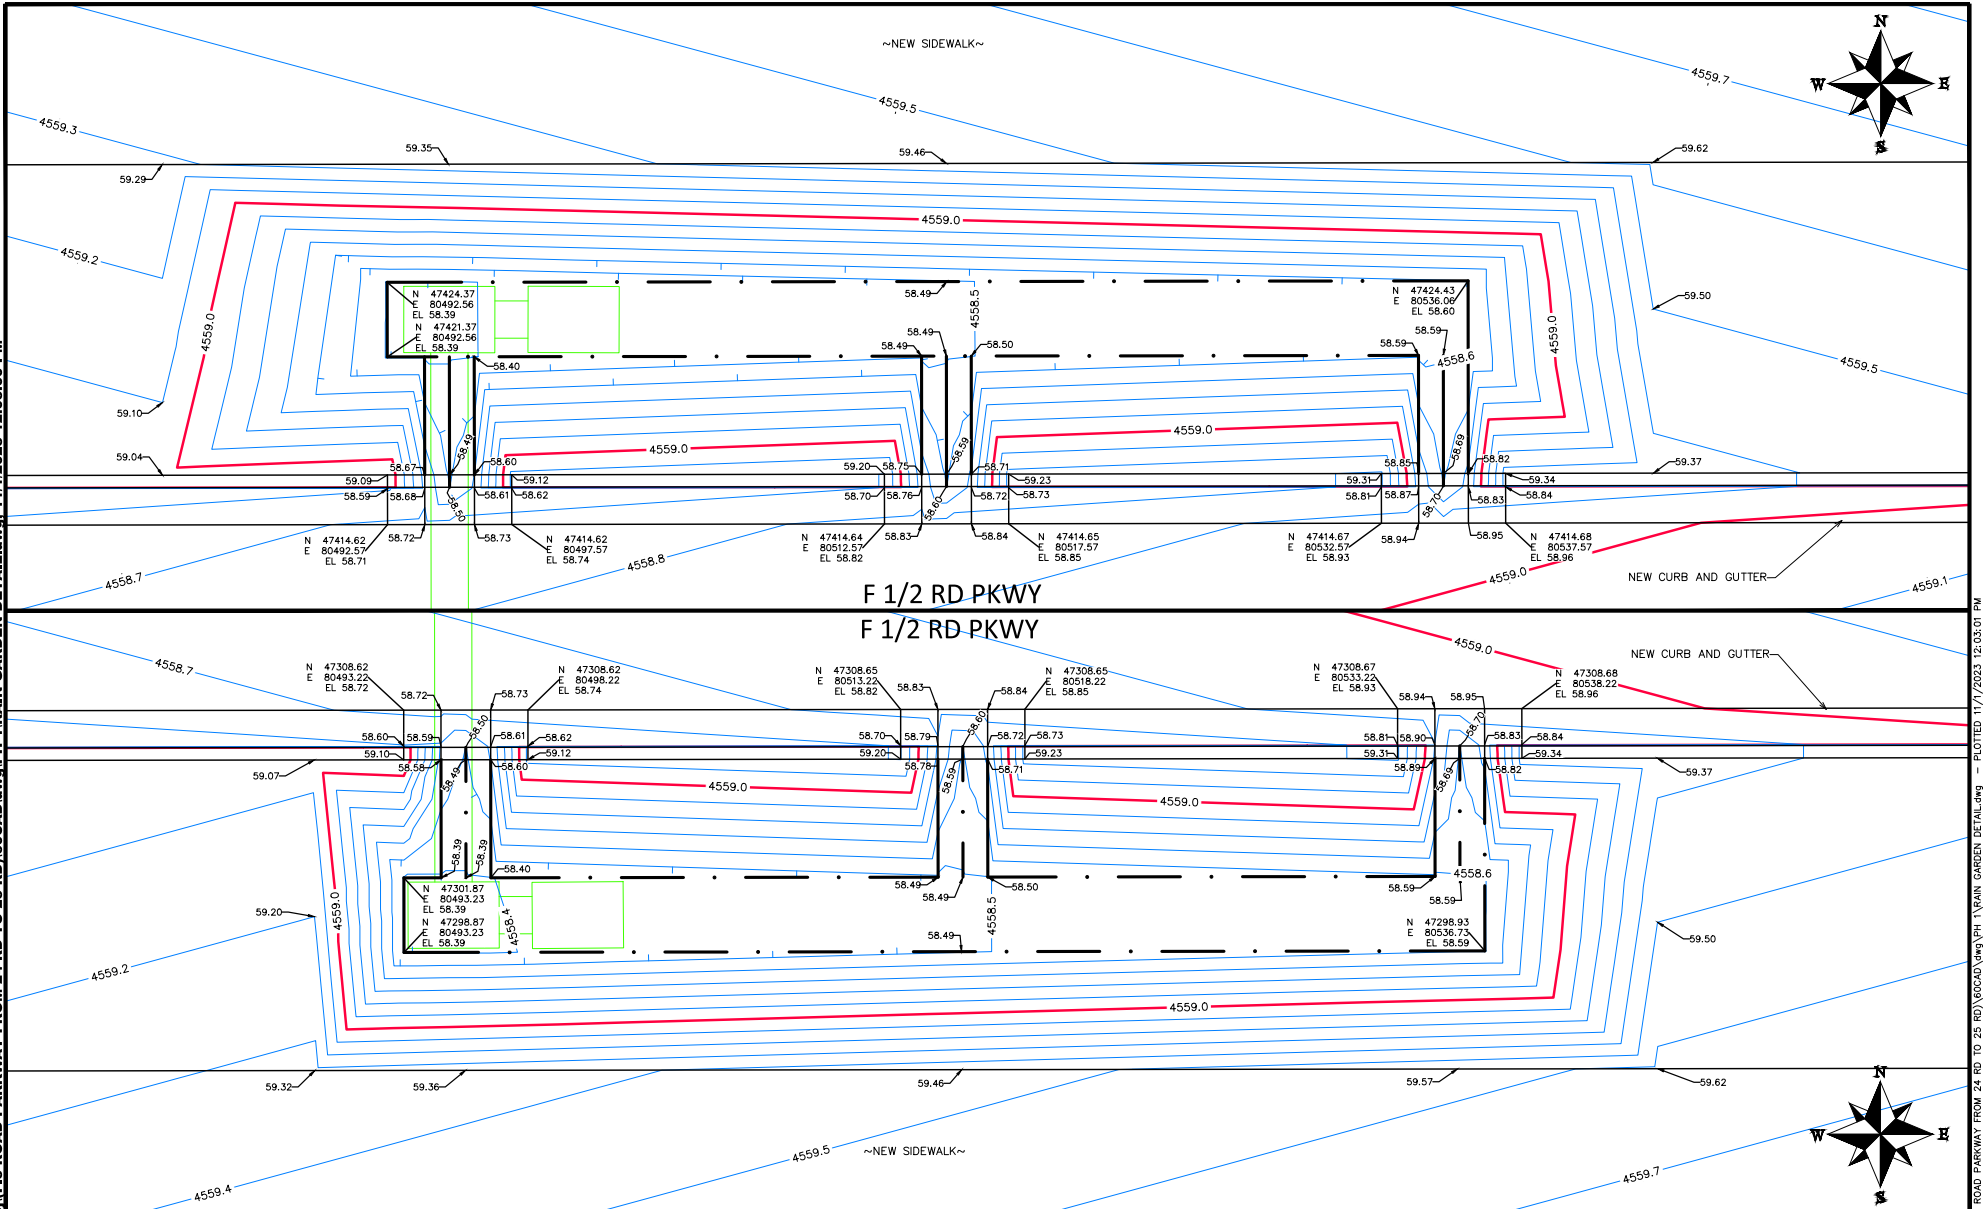 ~NEW SIDEWALK~
N
W E
S
4559.7
4559.5
4559.3
59.35
59.46
59.62
59.29
4559.0
4559.2
N 47424.37
E 80492.56
EL 58.39
N 47421.37
E 80492.56
EL 58.39
58.49
4558.5
N 47424.43
E 80536.06
EL 58.60
59.50
4559.0
58.49
58.50
58.59
58.59
4558.6
4559.0
4559.5
58.40
59.10
4559.0
4559.0
59.04
58.67
58.49
58.60
59.20
58.75
58.59
58.71
58.85
58.69
58.82
59.37
59.09
59.12
59.23
59.31
59.34
58.59
58.68
58.50
58.61
58.62
58.70
58.76
58.60
58.72
58.73
58.81
58.87
58.70
58.83
58.84
N 47414.62
E 80492.57
EL 58.71
58.72
58.73
N 47414.62
E 80497.57
EL 58.74
N 47414.64
E 80512.57
EL 58.82
58.83
58.84
N 47414.65
E 80517.57
EL 58.85
N 47414.67
E 80532.57
EL 58.93
58.94
58.95
N 47414.68
E 80537.57
EL 58.96
4558.7
4558.8
4559.0
NEW CURB AND GUTTER
4559.1
F 1/2 RD PKWY
F 1/2 RD PKWY
4558.7
N 47308.62
E 80493.22
EL 58.72
58.72
58.73
N 47308.62
E 80498.22
EL 58.74
N 47308.65
E 80513.22
EL 58.82
58.83
58.84
N 47308.65
E 80518.22
EL 58.85
N 47308.67
E 80533.22
EL 58.93
58.94
58.95
N 47308.68
E 80538.22
EL 58.96
4559.0
NEW CURB AND GUTTER
58.60
58.59
58.50
58.61
58.62
58.70
58.79
58.60
58.72
58.73
58.81
58.90
58.70
58.83
58.84
59.10
59.12
59.20
59.23
59.31
59.34
59.07
58.58
58.49
58.60
58.78
58.59
58.71
58.89
58.69
58.82
59.37
4559.0
4559.0
58.39
58.39
58.40
58.49
58.49
58.50
58.59
58.59
4558.6
N 47301.87
E 80493.23
EL 58.39
N 47298.87
E 80493.23
EL 58.39
4558.4
4558.5
58.49
N 47298.93
E 80536.73
EL 58.59
59.20
4559.0
59.50
4559.2
4559.0
59.32
59.36
59.46
59.57
59.62
4559.5
~NEW SIDEWALK~
4559.4
4559.7
N
W E
S
ROAD PARKWAY FROM 24 RD TO 25 RD)\60CAD\dwg\PH 1\RAIN GARDEN DETAIL.dwg - PLOTTED 11/1/2023 12:03:01 PM